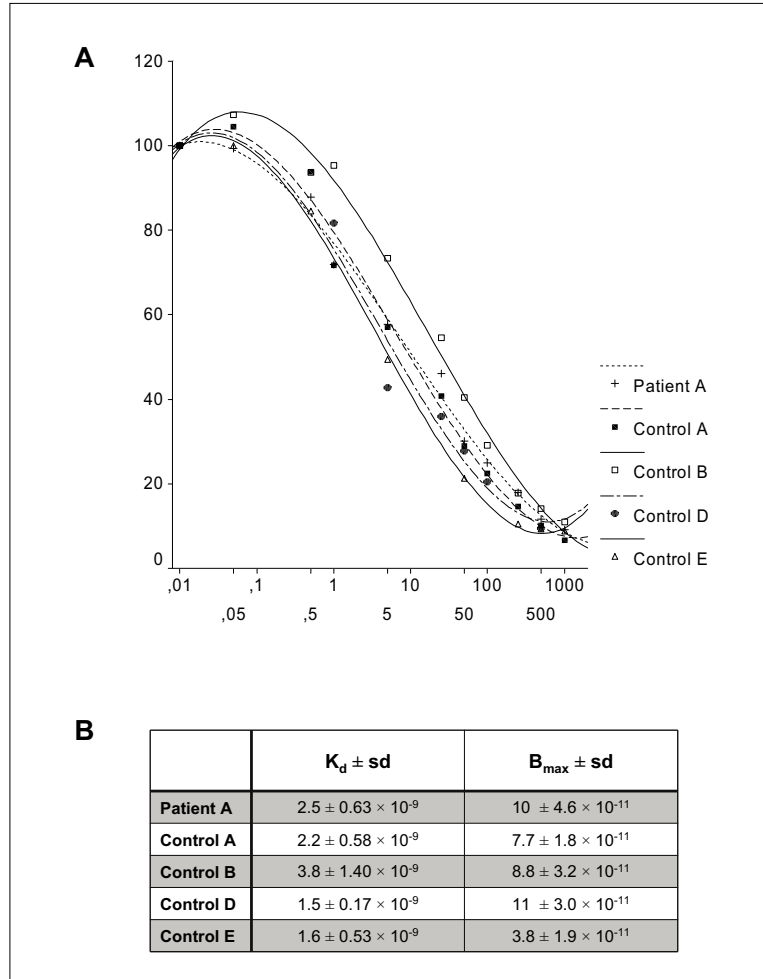 A
120
100
80
60
40
20
0
,01 ,1 1 10 100 1000
,05 ,5 5 50 500
Patient A
Control A
Control B
Control D
Control E
B
K_d ± sd B_max ± sd
Patient A 2.5 ± 0.63 × 10^-9 10 ± 4.6 × 10^-11
Control A 2.2 ± 0.58 × 10^-9 7.7 ± 1.8 × 10^-11
Control B 3.8 ± 1.40 × 10^-9 8.8 ± 3.2 × 10^-11
Control D 1.5 ± 0.17 × 10^-9 11 ± 3.0 × 10^-11
Control E 1.6 ± 0.53 × 10^-9 3.8 ± 1.9 × 10^-11